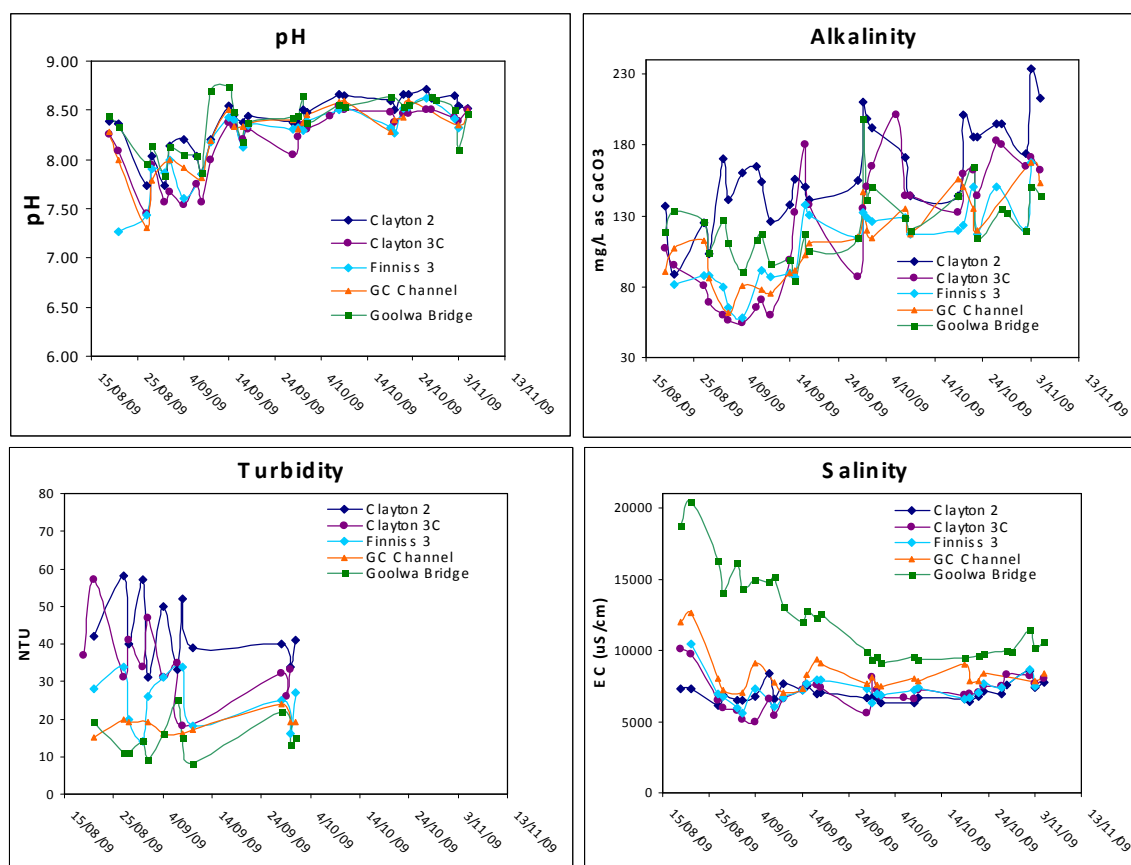 pH
9.00
8.50
8.00
7.50
7.00
6.50
6.00
pH
Clayton 2
Clayton 3C
Finniss 3
GC Channel
Goolwa Bridge
15/08/09
25/08/09
4/09/09
14/09/09
24/09/09
4/10/09
14/10/09
24/10/09
3/11/09
13/11/09
Alkalinity
230
180
130
80
30
mg/L as CaCO3
Clayton 2
Clayton 3C
Finniss 3
GC Channel
Goolwa Bridge
15/08/09
25/08/09
4/09/09
14/09/09
24/09/09
4/10/09
14/10/09
24/10/09
3/11/09
13/11/09
Turbidity
80
70
60
50
40
30
20
10
0
NTU
Clayton 2
Clayton 3C
Finniss 3
GC Channel
Goolwa Bridge
15/08/09
25/08/09
4/09/09
14/09/09
24/09/09
4/10/09
14/10/09
24/10/09
3/11/09
13/11/09
Salinity
20000
15000
10000
5000
0
EC (uS/cm)
Clayton 2
Clayton 3C
Finniss 3
GC Channel
Goolwa Bridge
15/08/09
25/08/09
4/09/09
14/09/09
24/09/09
4/10/09
14/10/09
24/10/09
3/11/09
13/11/09